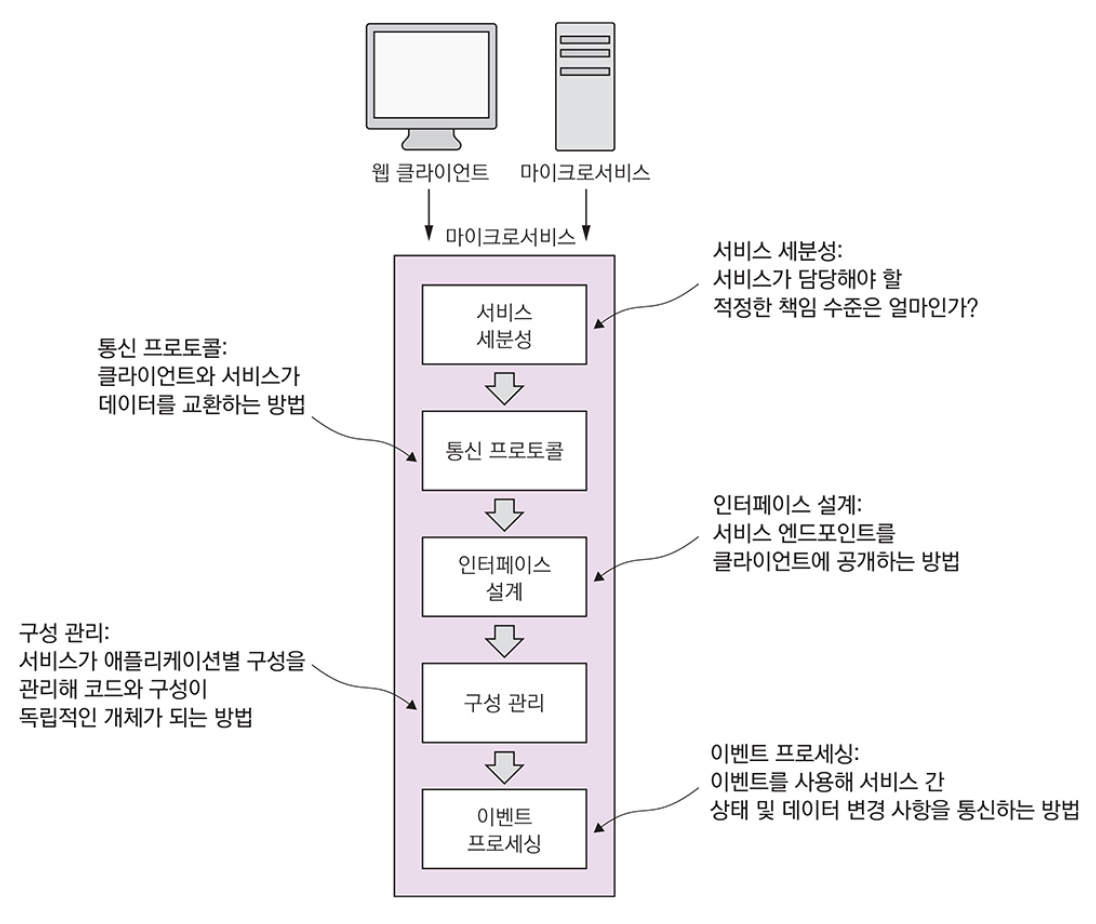 웹 클라이언트
마이크로서비스
마이크로서비스
서비스 세분성:
서비스가 담당해야 할
적정한 책임 수준은 얼마인가?
서비스
세분성
통신 프로토콜:
클라이언트와 서비스가
데이터를 교환하는 방법
통신 프로토콜
인터페이스 설계:
서비스 엔드포인트를
클라이언트에 공개하는 방법
인터페이스
설계
구성 관리:
서비스가 애플리케이션별 구성을
관리해 코드와 구성이
독립적인 개체가 되는 방법
구성 관리
이벤트 프로세싱:
이벤트를 사용해 서비스 간
상태 및 데이터 변경 사항을 통신하는 방법
이벤트
프로세싱